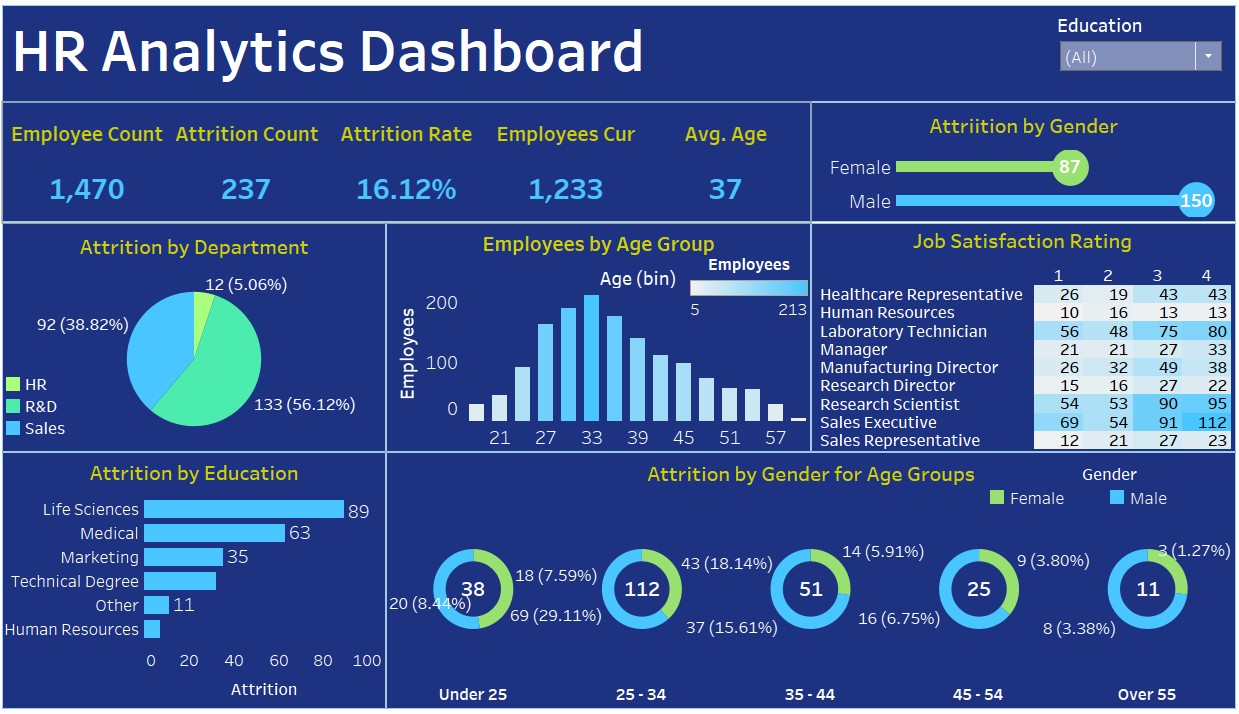 HR Analytics Dashboard
Education
(All)
Employee Count Attrition Count Attrition Rate Employees Cur Avg. Age
1,470 237 16.12% 1,233 37
Attriition by Gender
Female 87
Male 150
Attrition by Department
12 (5.06%)
92 (38.82%)
133 (56.12%)
HR
R&D
Sales
Employees by Age Group
Employees
Age (bin)
5 213
Employees
200
100
0
21 27 33 39 45 51 57
Job Satisfaction Rating
1 2 3 4
Healthcare Representative 26 19 43 43
Human Resources 10 16 13 13
Laboratory Technician 56 48 75 80
Manager 21 21 27 33
Manufacturing Director 26 32 49 38
Research Director 15 16 27 22
Research Scientist 54 53 90 95
Sales Executive 69 54 91 112
Sales Representative 12 21 27 23
Attrition by Education
Life Sciences 89
Medical 63
Marketing 35
Technical Degree
Other 11
Human Resources
0 20 40 60 80 100
Attrition
Attrition by Gender for Age Groups
Gender
Female Male
38 18 (7.59%)
20 (8.44%)
112 43 (18.14%)
69 (29.11%)
51 14 (5.91%)
37 (15.61%)
25 9 (3.80%)
16 (6.75%)
11 3 (1.27%)
8 (3.38%)
Under 25 25 - 34 35 - 44 45 - 54 Over 55